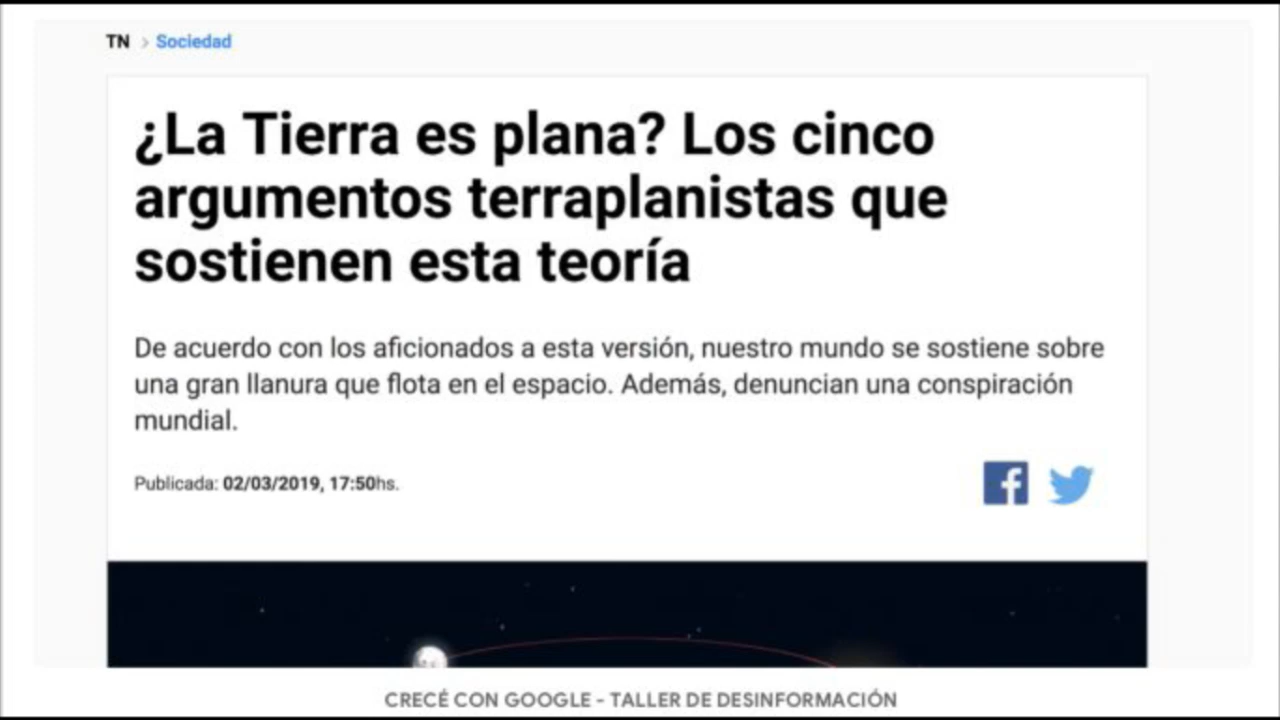 TN > Sociedad
¿La Tierra es plana? Los cinco
argumentos terraplanistas que
sostienen esta teoría
De acuerdo con los aficionados a esta versión, nuestro mundo se sostiene sobre
una gran llanura que flota en el espacio. Además, denuncian una conspiración
mundial.
Publicada: 02/03/2019, 17:50hs.
CRECÉ CON GOOGLE - TALLER DE DESINFORMACIÓN